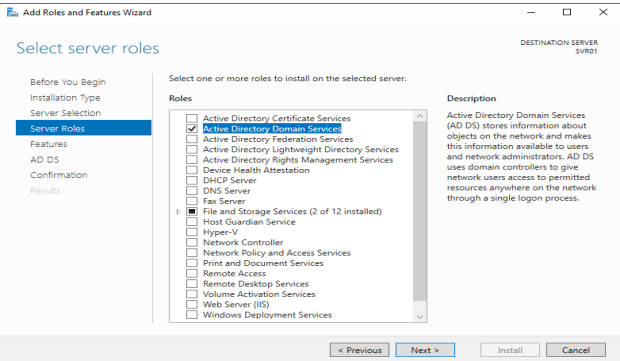 Add Roles and Features Wizard
Select server roles
DESTINATION SERVER
SVR01
Before You Begin
Installation Type
Server Selection
Server Roles
Features
AD DS
Confirmation
Results
Select one or more roles to install on the selected server.
Roles
Active Directory Certificate Services
Active Directory Domain Services
Active Directory Federation Services
Active Directory Lightweight Directory Services
Active Directory Rights Management Services
Device Health Attestation
DHCP Server
DNS Server
Fax Server
File and Storage Services (2 of 12 installed)
Host Guardian Service
Hyper-V
Network Controller
Network Policy and Access Services
Print and Document Services
Remote Access
Remote Desktop Services
Volume Activation Services
Web Server (IIS)
Windows Deployment Services
Description
Active Directory Domain Services
(AD DS) stores information about
objects on the network and makes
this information available to users
and network administrators. AD DS
uses domain controllers to give
network users access to permitted
resources anywhere on the network
through a single logon process.
< Previous
Next >
Install
Cancel